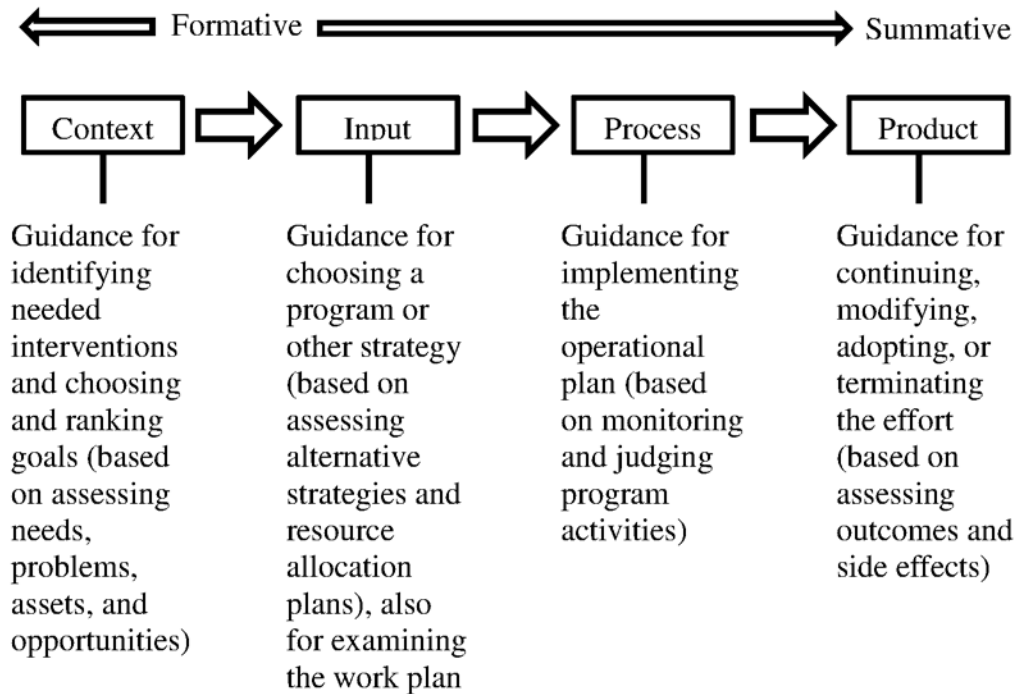 Formative
Summative
Context
Input
Process
Product
Guidance for
identifying
needed
interventions
and choosing
and ranking
goals (based
on assessing
needs,
problems,
assets, and
opportunities)
Guidance for
choosing a
program or
other strategy
(based on
assessing
alternative
strategies and
resource
allocation
plans), also
for examining
the work plan
Guidance for
implementing
the
operational
plan (based
on monitoring
and judging
program
activities)
Guidance for
continuing,
modifying,
adopting, or
terminating
the effort
(based on
assessing
outcomes and
side effects)